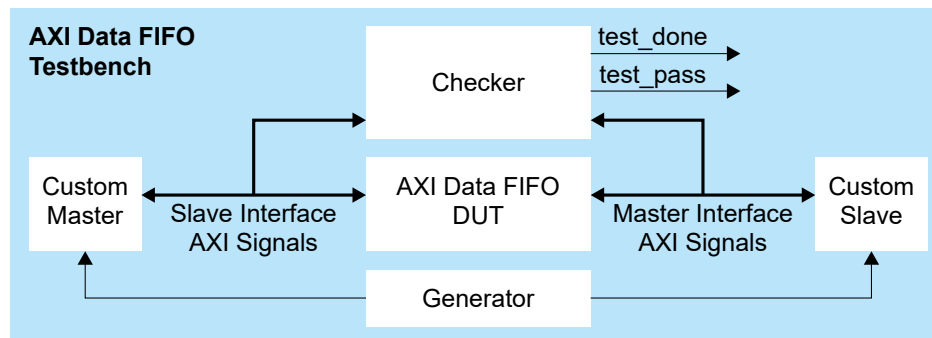 AXI Data FIFO
Testbench
test_done
Checker
test_pass
Custom
Master
Slave Interface
AXI Signals
AXI Data FIFO
DUT
Master Interface
AXI Signals
Custom
Slave
Generator